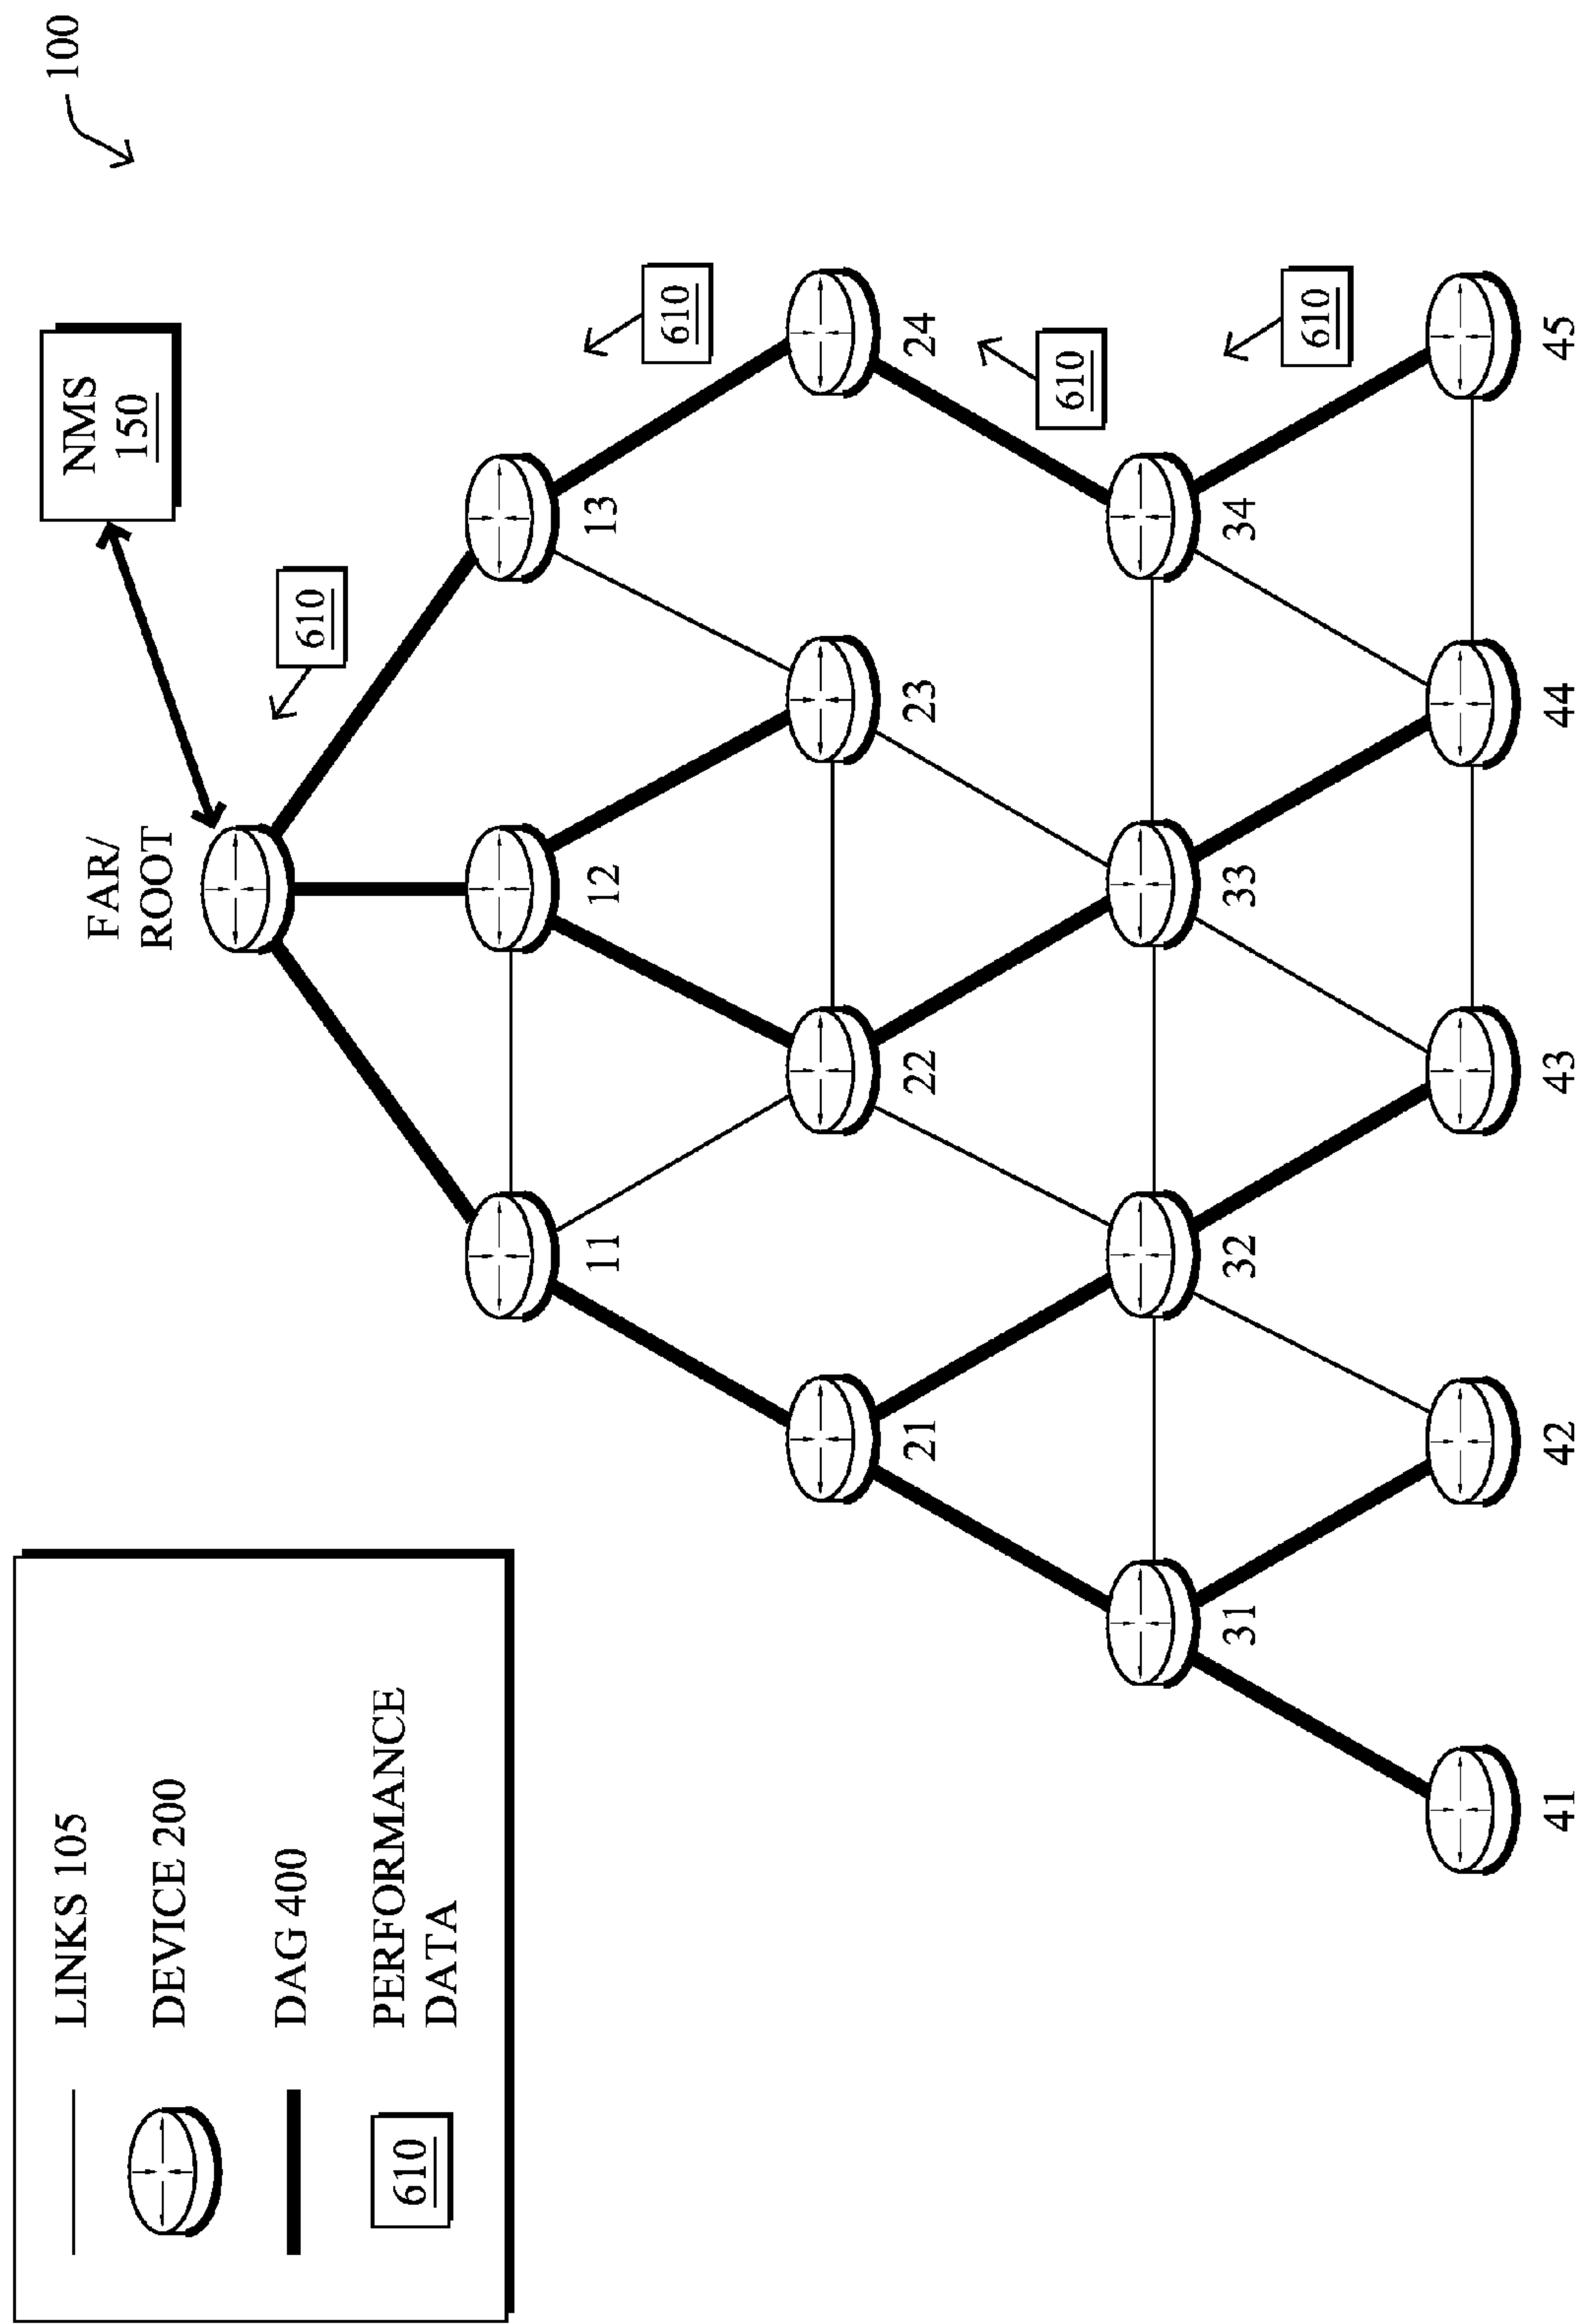 100
LINKS 105
DEVICE 200
DAG 400
610
PERFORMANCE
DATA
NMS
150
FAR/
ROOT
610
11
12
13
610
21
22
23
24
610
31
32
33
34
610
41
42
43
44
45